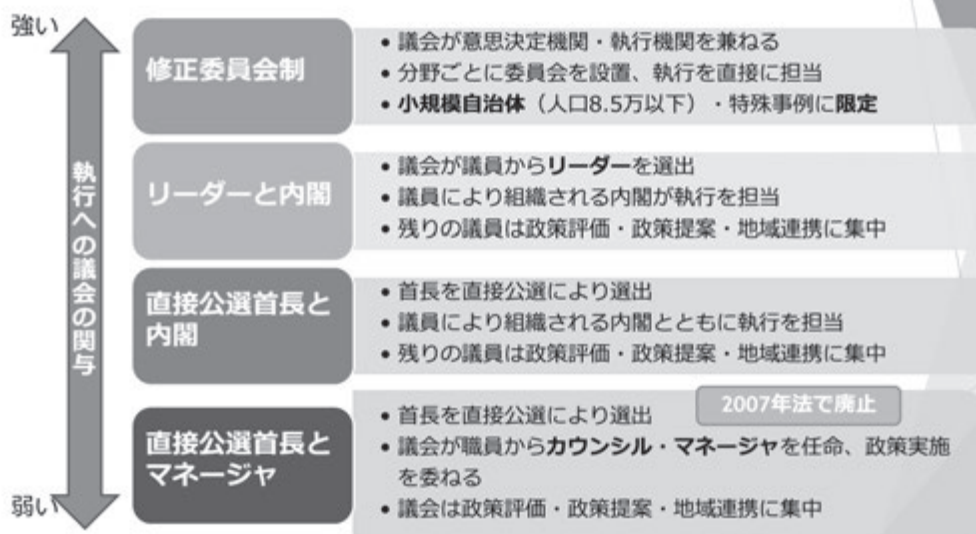 強い
執行への議会の関与
弱い
修正委員会制
• 議会が意思決定機関・執行機関を兼ねる
• 分野ごとに委員会を設置、執行を直接に担当
• 小規模自治体（人口8.5万以下）・特殊事例に限定
リーダーと内閣
• 議会が議員からリーダーを選出
• 議員により組織される内閣が執行を担当
• 残りの議員は政策評価・政策提案・地域連携に集中
直接公選首長と
内閣
• 首長を直接公選により選出
• 議員により組織される内閣とともに執行を担当
• 残りの議員は政策評価・政策提案・地域連携に集中
直接公選首長と
マネージャ
2007年法で廃止
• 首長を直接公選により選出
• 議会が職員からカウンシル・マネージャを任命、政策実施
を委ねる
• 議会は政策評価・政策提案・地域連携に集中